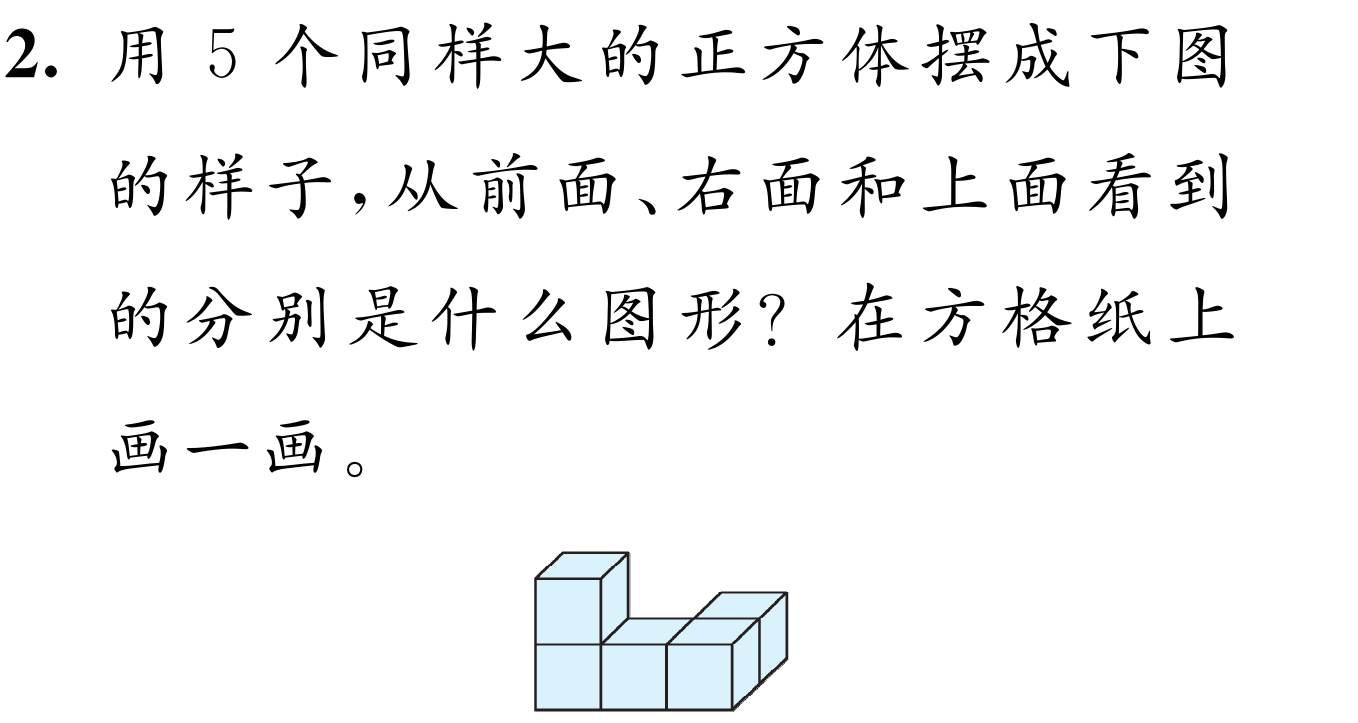 2. 用 5 个同样大的正方体摆成下图
的样子,从前面、右面和上面看到
的分别是什么图形? 在方格纸上
画一画。